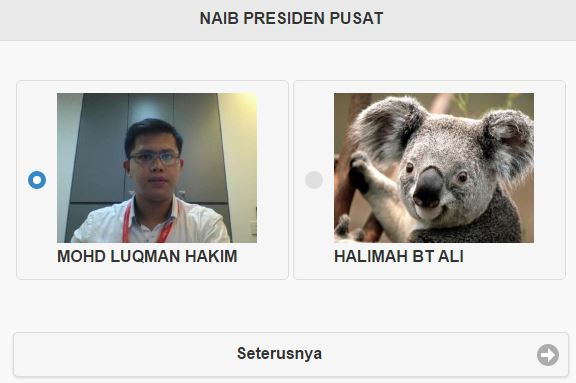 NAIB PRESIDEN PUSAT
MOHD LUQMAN HAKIM
HALIMAH BT ALI
Seterusnya